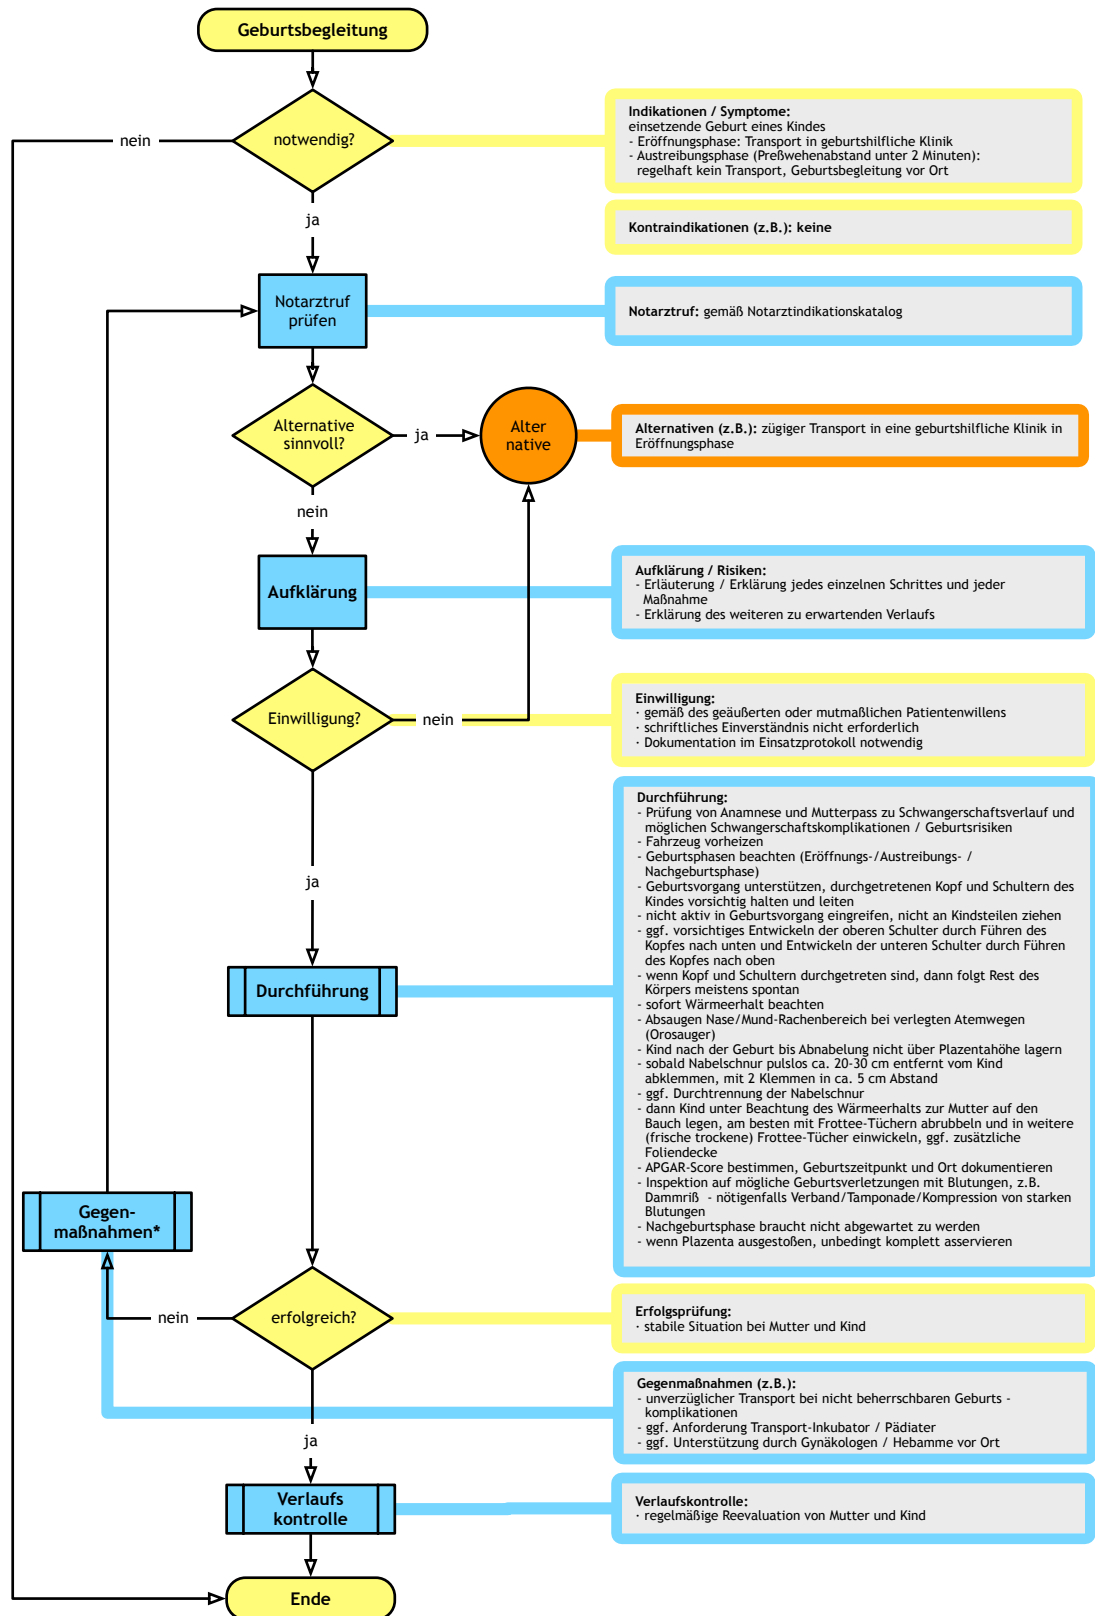 Geburtsbegleitung
notwendig?
nein
ja
Indikationen / Symptome:
einsetzende Geburt eines Kindes
- Eröffnungsphase: Transport in geburtshilfliche Klinik
- Austreibungsphase (Preßwehenabstand unter 2 Minuten):
regelhaft kein Transport, Geburtsbegleitung vor Ort
Kontraindikationen (z.B.): keine
Notarztruf
prüfen
Notarztruf: gemäß Notarztindikationskatalog
Alternative
sinnvoll?
ja
nein
Alter
native
Alternativen (z.B.): zügiger Transport in eine geburtshilfliche Klinik in
Eröffnungsphase
Aufklärung
Aufklärung / Risiken:
- Erläuterung / Erklärung jedes einzelnen Schrittes und jeder
Maßnahme
- Erklärung des weiteren zu erwartenden Verlaufs
Einwilligung?
nein
ja
Einwilligung:
· gemäß des geäußerten oder mutmaßlichen Patientenwillens
· schriftliches Einverständnis nicht erforderlich
· Dokumentation im Einsatzprotokoll notwendig
Durchführung
Durchführung:
- Prüfung von Anamnese und Mutterpass zu Schwangerschaftsverlauf und
möglichen Schwangerschaftskomplikationen / Geburtsrisiken
- Fahrzeug vorheizen
- Geburtsphasen beachten (Eröffnungs-/Austreibungs- /
Nachgeburtsphase)
- Geburtsvorgang unterstützen, durchgetretenen Kopf und Schultern des
Kindes vorsichtig halten und leiten
- nicht aktiv in Geburtsvorgang eingreifen, nicht an Kindsteilen ziehen
- ggf. vorsichtiges Entwickeln der oberen Schulter durch Führen des
Kopfes nach unten und Entwickeln der unteren Schulter durch Führen
des Kopfes nach oben
- wenn Kopf und Schultern durchgetreten sind, dann folgt Rest des
Körpers meistens spontan
- sofort Wärmeerhalt beachten
- Absaugen Nase/Mund-Rachenbereich bei verlegten Atemwegen
(Orosauger)
- Kind nach der Geburt bis Abnabelung nicht über Plazentahöhe lagern
- sobald Nabelschnur pulslos ca. 20-30 cm entfernt vom Kind
abklemmen, mit 2 Klemmen in ca. 5 cm Abstand
- ggf. Durchtrennung der Nabelschnur
- dann Kind unter Beachtung des Wärmeerhalts zur Mutter auf den
Bauch legen, am besten mit Frottee-Tüchern abrubbeln und in weitere
(frische trockene) Frottee-Tücher einwickeln, ggf. zusätzliche
Foliendecke
- APGAR-Score bestimmen, Geburtszeitpunkt und Ort dokumentieren
- Inspektion auf mögliche Geburtsverletzungen mit Blutungen, z.B.
Dammriß - nötigenfalls Verband/Tamponade/Kompression von starken
Blutungen
- Nachgeburtsphase braucht nicht abgewartet zu werden
- wenn Plazenta ausgestoßen, unbedingt komplett asservieren
Gegen-
maßnahmen*
erfolgreich?
nein
ja
Erfolgsprüfung:
· stabile Situation bei Mutter und Kind
Gegenmaßnahmen (z.B.):
- unverzüglicher Transport bei nicht beherrschbaren Geburts -
komplikationen
- ggf. Anforderung Transport-Inkubator / Pädiater
- ggf. Unterstützung durch Gynäkologen / Hebamme vor Ort
Verlaufs
kontrolle
Verlaufskontrolle:
· regelmäßige Reevaluation von Mutter und Kind
Ende